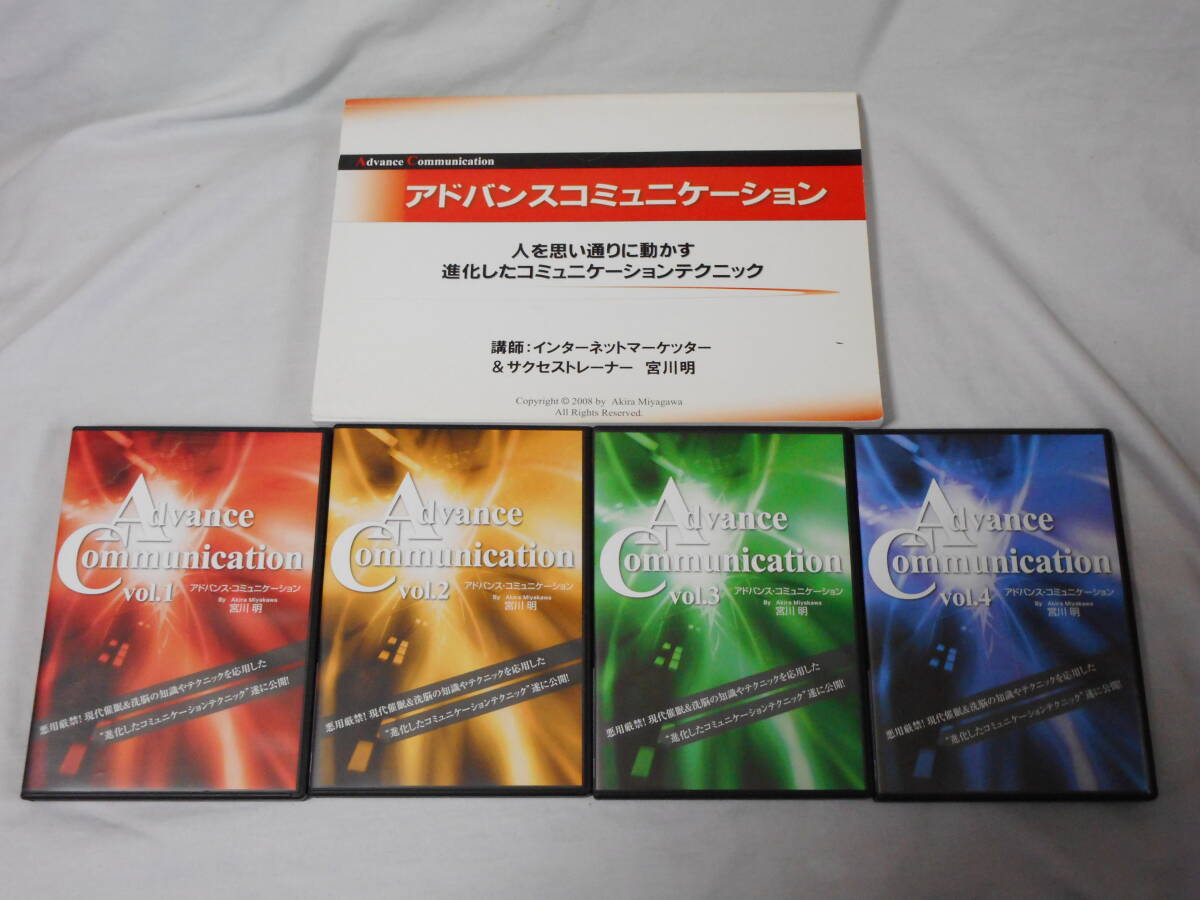 Advance Communication
アドバンスコミュニケーション
人を思い通りに動かす
進化したコミュニケーションテクニック
講師：インターネットマーケッター
＆サクセストレーナー　宮川明
Copyright © 2008 by Akira Miyagawa
All Rights Reserved.
Advance
Communication
vol.1
アドバンス・コミュニケーション
By Akira Miyakawa
宮川 明
悪用厳禁！現代催眠&洗脳の知識やテクニックを応用した
"進化したコミュニケーションテクニック"遂に公開！
Advance
Communication
vol.2
アドバンス・コミュニケーション
By Akira Miyakawa
宮川 明
悪用厳禁！現代催眠&洗脳の知識やテクニックを応用した
"進化したコミュニケーションテクニック"遂に公開！
Advance
Communication
vol.3
アドバンス・コミュニケーション
By Akira Miyakawa
宮川 明
悪用厳禁！現代催眠&洗脳の知識やテクニックを応用した
"進化したコミュニケーションテクニック"遂に公開！
Advance
Communication
vol.4
アドバンス・コミュニケーション
By Akira Miyakawa
宮川 明
悪用厳禁！現代催眠&洗脳の知識やテクニックを応用した
"進化したコミュニケーションテクニック"遂に公開！